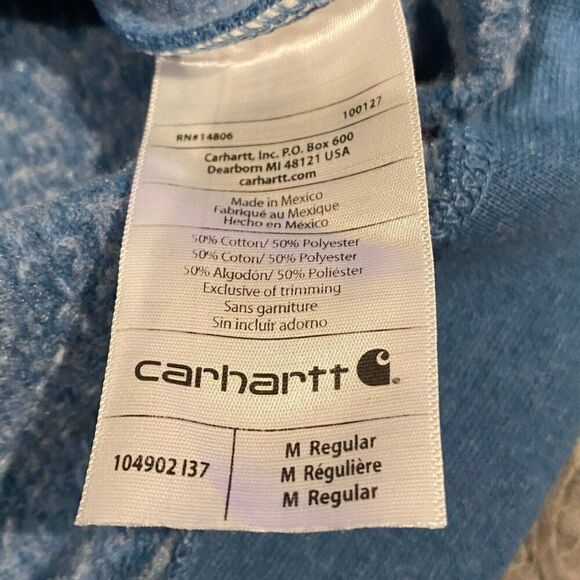 RN#14806 100127
Carhartt, Inc. P.O. Box 600
Dearborn MI 48121 USA
carhartt.com
Made in Mexico
Fabriqué au Mexique
Hecho en México
50% Cotton/ 50% Polyester
50% Coton/ 50% Polyester
50% Algodón/ 50% Poliéster
Exclusive of trimming
Sans garniture
Sin incluir adorno
carhartt
104902 I37
M Regular
M Régulière
M Regular